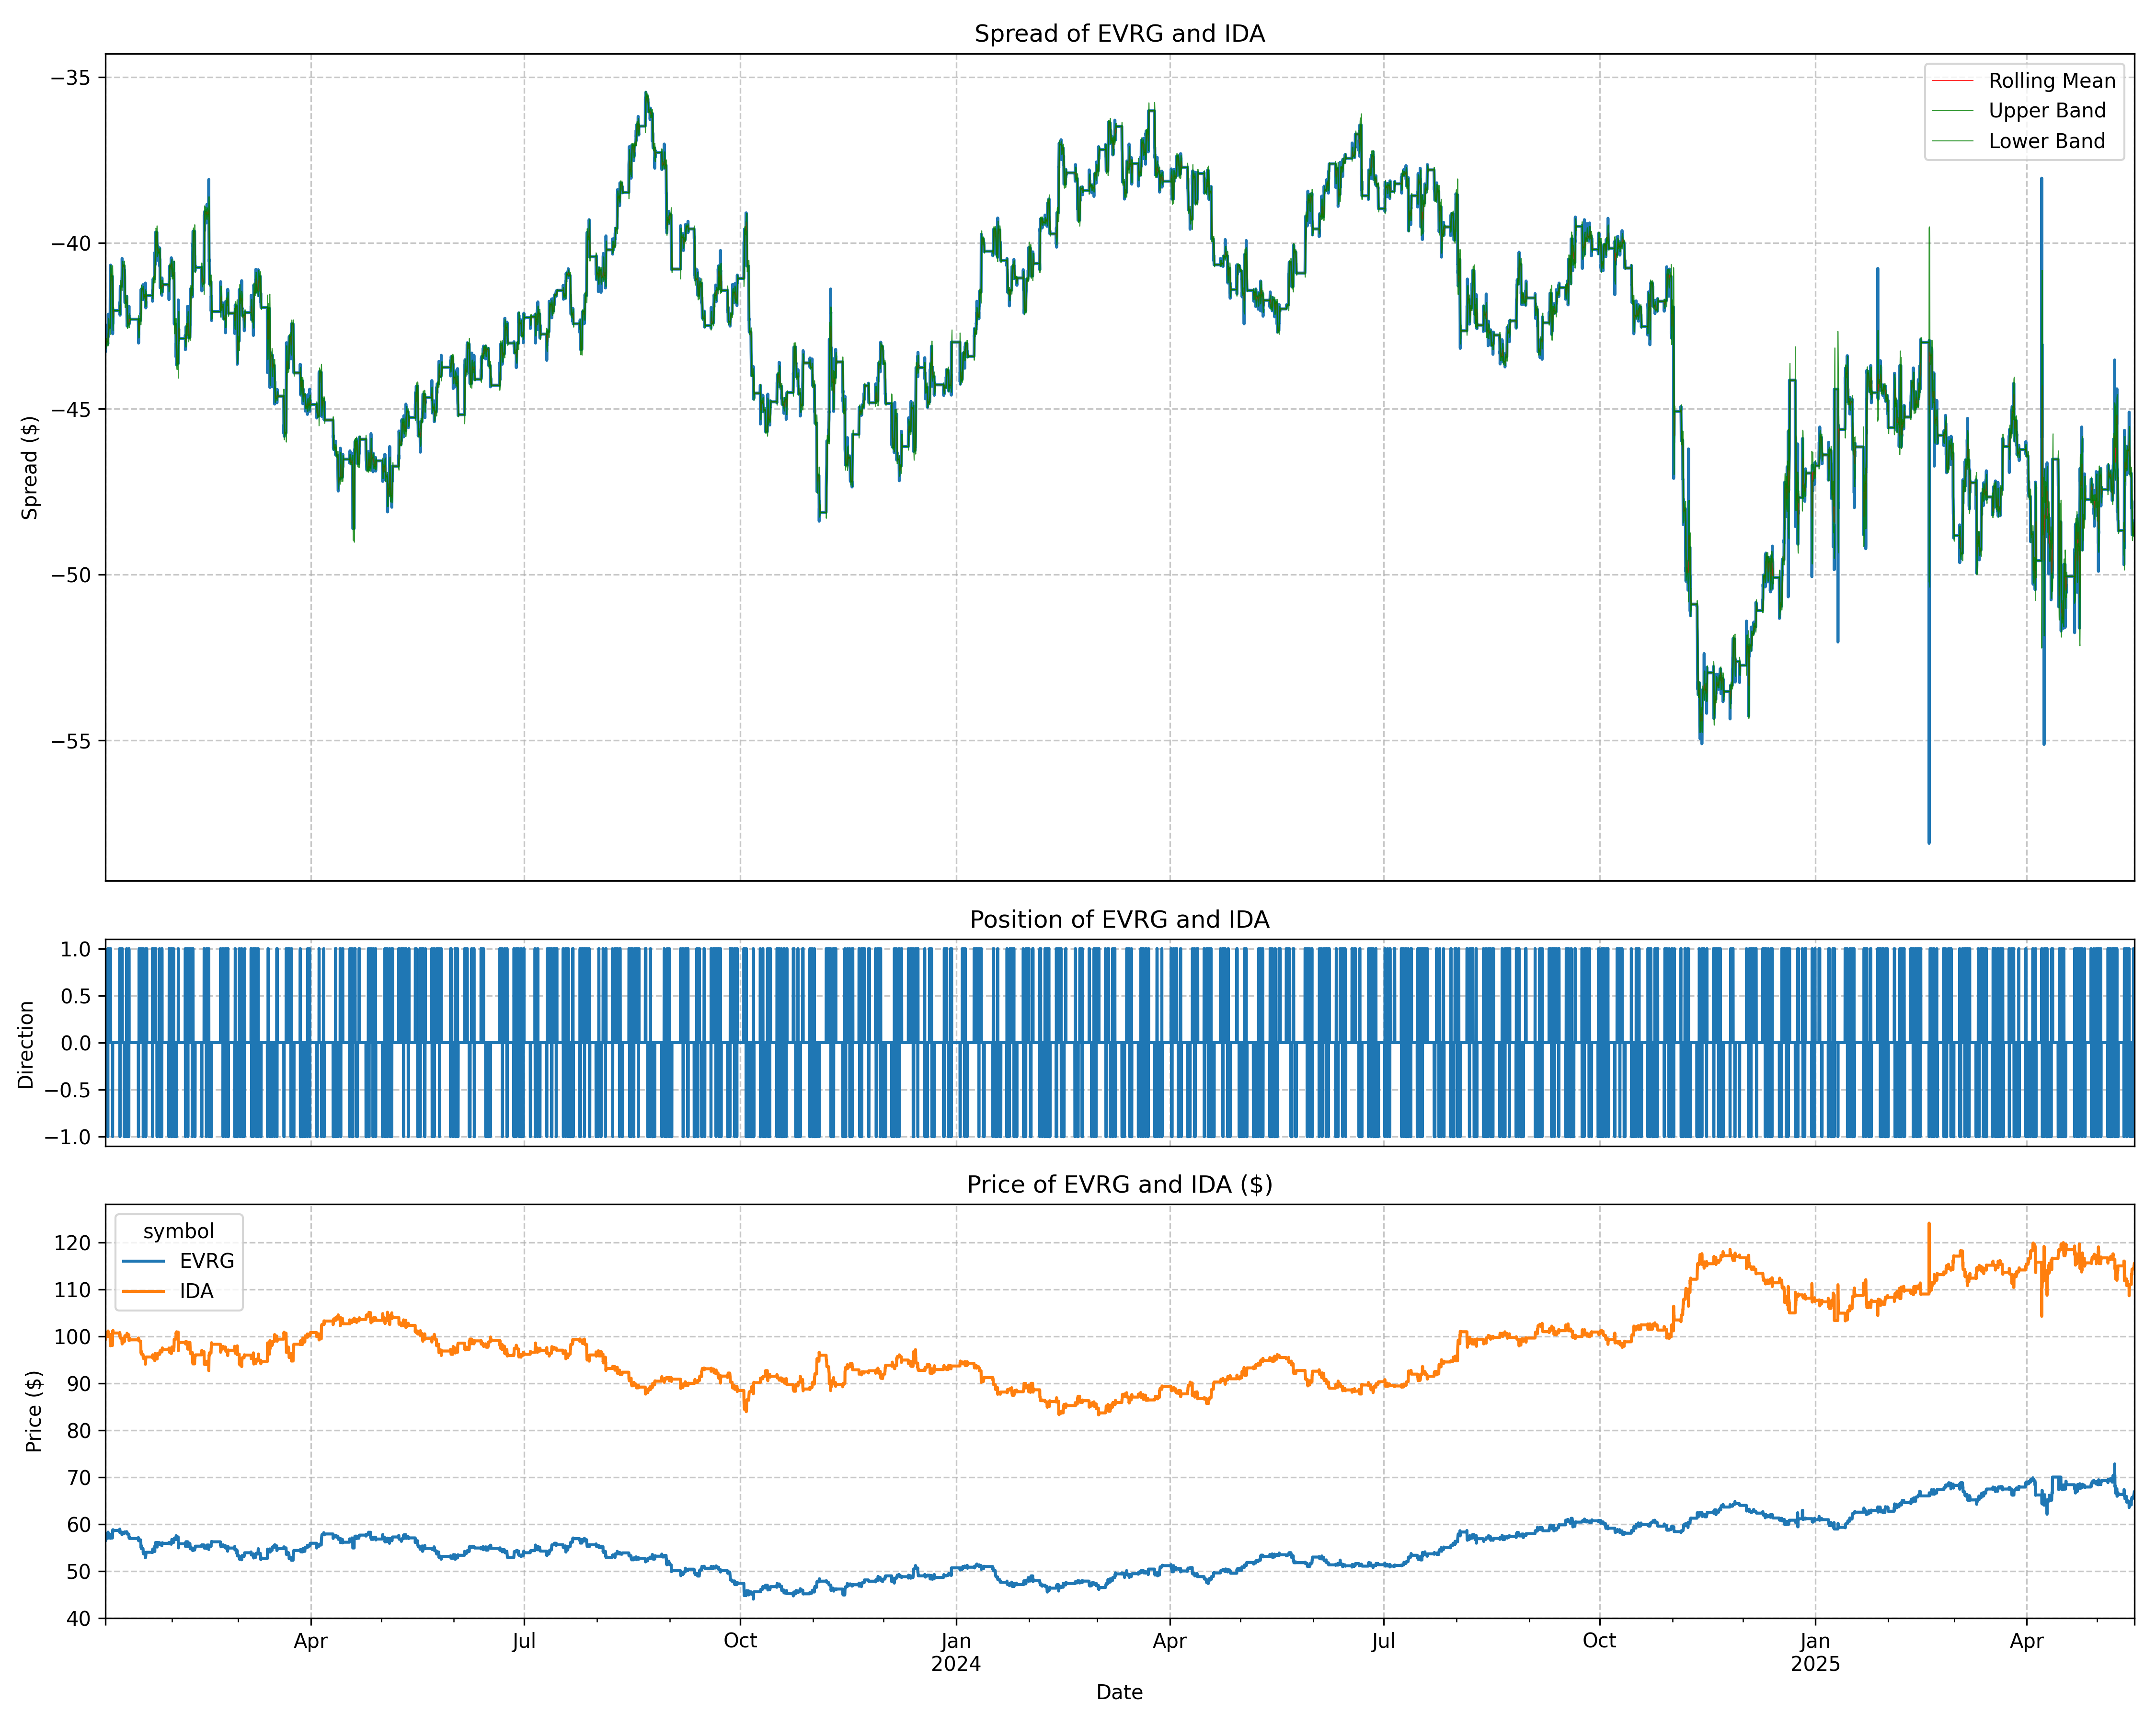 Spread of EVRG and IDA
Rolling Mean
Upper Band
Lower Band
Spread ($)
−35
−40
−45
−50
−55
Position of EVRG and IDA
Direction
1.0
0.5
0.0
−0.5
−1.0
Price of EVRG and IDA ($)
symbol
EVRG
IDA
Price ($)
120
110
100
90
80
70
60
50
40
Apr Jul Oct Jan Apr Jul Oct Jan Apr
2024 2025
Date